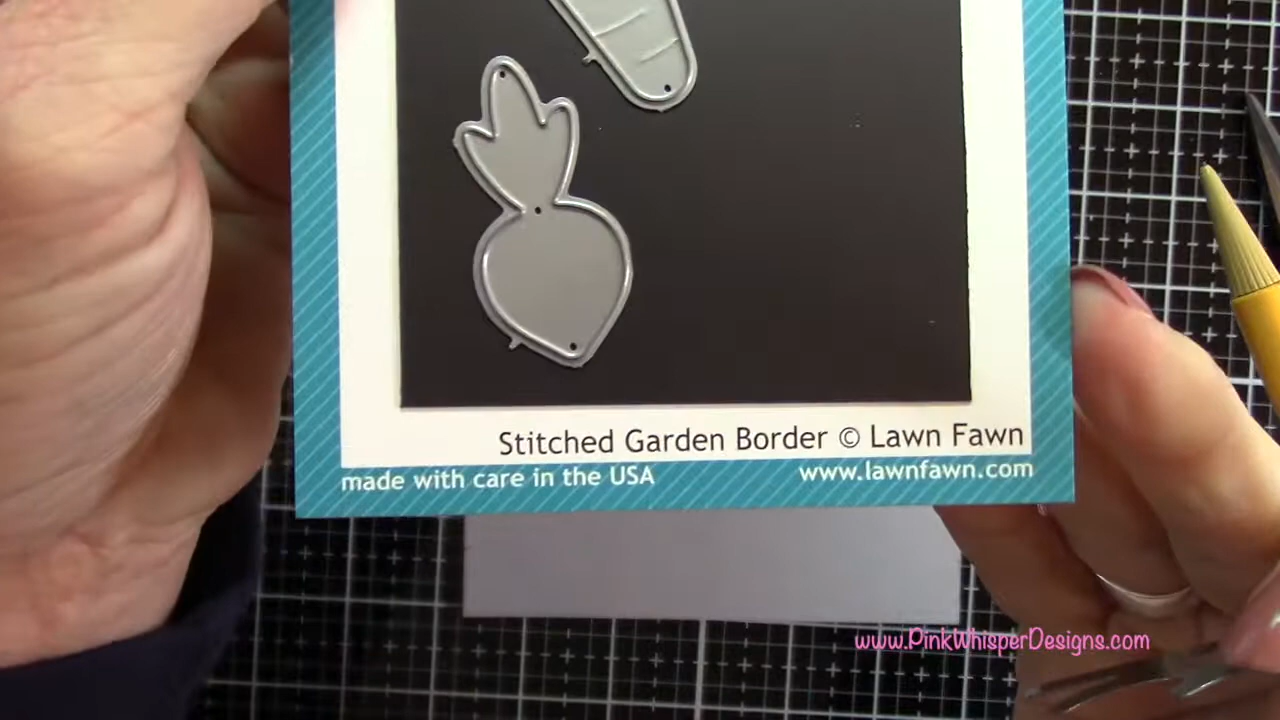 Stitched Garden Border © Lawn Fawn
made with care in the USA www.lawnfawn.com
www.PinkWhisperDesigns.com